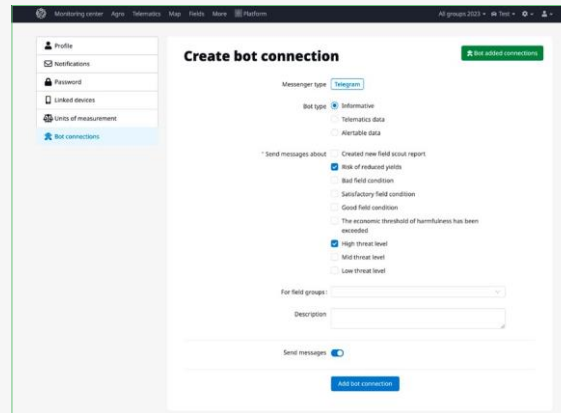 Monitoring center Agro Telematics Map Fields More Platform All groups 2023 Test
Profile
Notifications
Password
Linked devices
Units of measurement
Bot connections
Create bot connection
Bot added connections
Messenger type Telegram
Bot type Informative
Telematics data
Alertable data
* Send messages about Created new field scout report
Risk of reduced yields
Bad field condition
Satisfactory field condition
Good field condition
The economic threshold of harmfulness has been
exceeded
High threat level
Mid threat level
Low threat level
For field groups:
Description
Send messages
Add bot connection